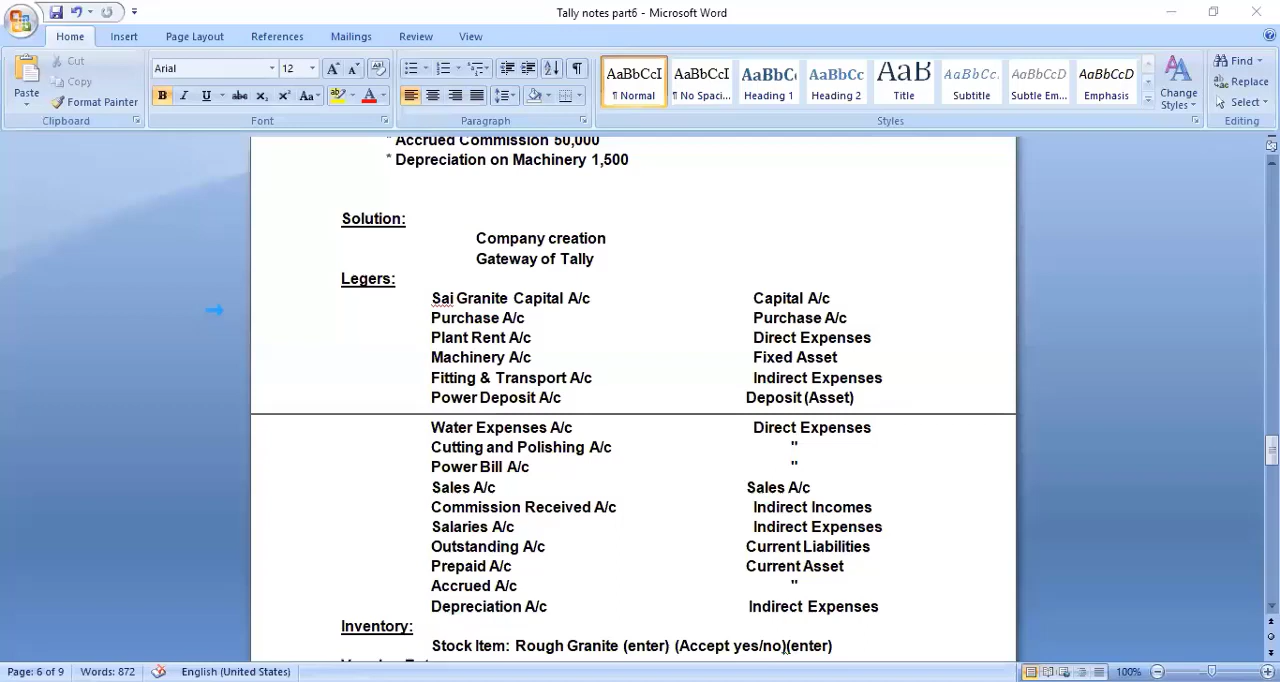 Tally notes part6 - Microsoft Word
Home Insert Page Layout References Mailings Review View
Paste
Cut
Copy
Format Painter
Clipboard
Arial 12
Font
Paragraph
AaBbCcI AaBbCcI AaBbC AaBbCc AaB AaBbCc. AaBbCcD AaBbCcD
¶ Normal ¶ No Spaci... Heading 1 Heading 2 Title Subtitle Subtle Em... Emphasis
Styles
Change Styles
Find
Replace
Select
Editing
* Accrued Commission 50,000
* Depreciation on Machinery 1,500
Solution:
Company creation
Gateway of Tally
Legers:
Sai Granite Capital A/c Capital A/c
Purchase A/c Purchase A/c
Plant Rent A/c Direct Expenses
Machinery A/c Fixed Asset
Fitting & Transport A/c Indirect Expenses
Power Deposit A/c Deposit (Asset)
Water Expenses A/c Direct Expenses
Cutting and Polishing A/c "
Power Bill A/c "
Sales A/c Sales A/c
Commission Received A/c Indirect Incomes
Salaries A/c Indirect Expenses
Outstanding A/c Current Liabilities
Prepaid A/c Current Asset
Accrued A/c "
Depreciation A/c Indirect Expenses
Inventory:
Stock Item: Rough Granite (enter) (Accept yes/no)(enter)
Page: 6 of 9 Words: 872 English (United States) 100%